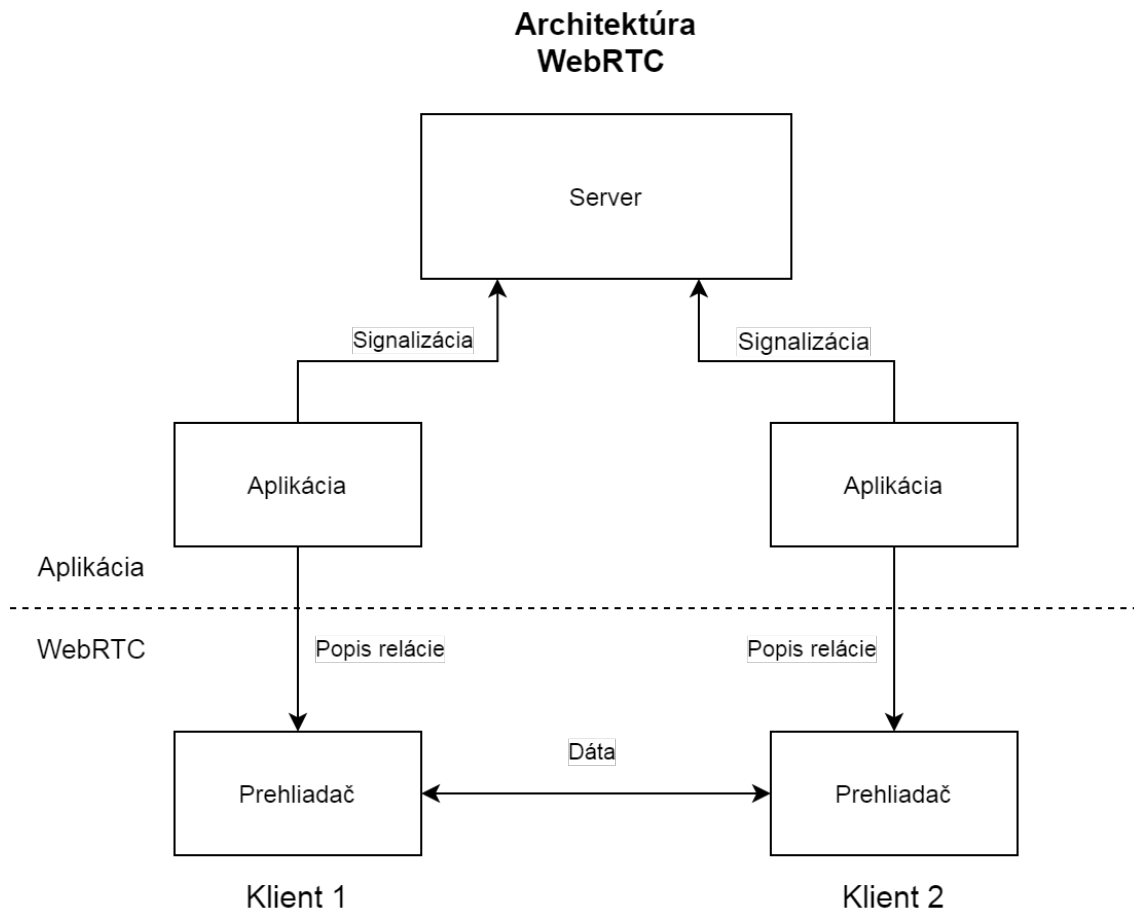 Architektúra
WebRTC
Server
Signalizácia
Signalizácia
Aplikácia
Aplikácia
Aplikácia
WebRTC
Popis relácie
Popis relácie
Dáta
Prehliadač
Prehliadač
Klient 1
Klient 2